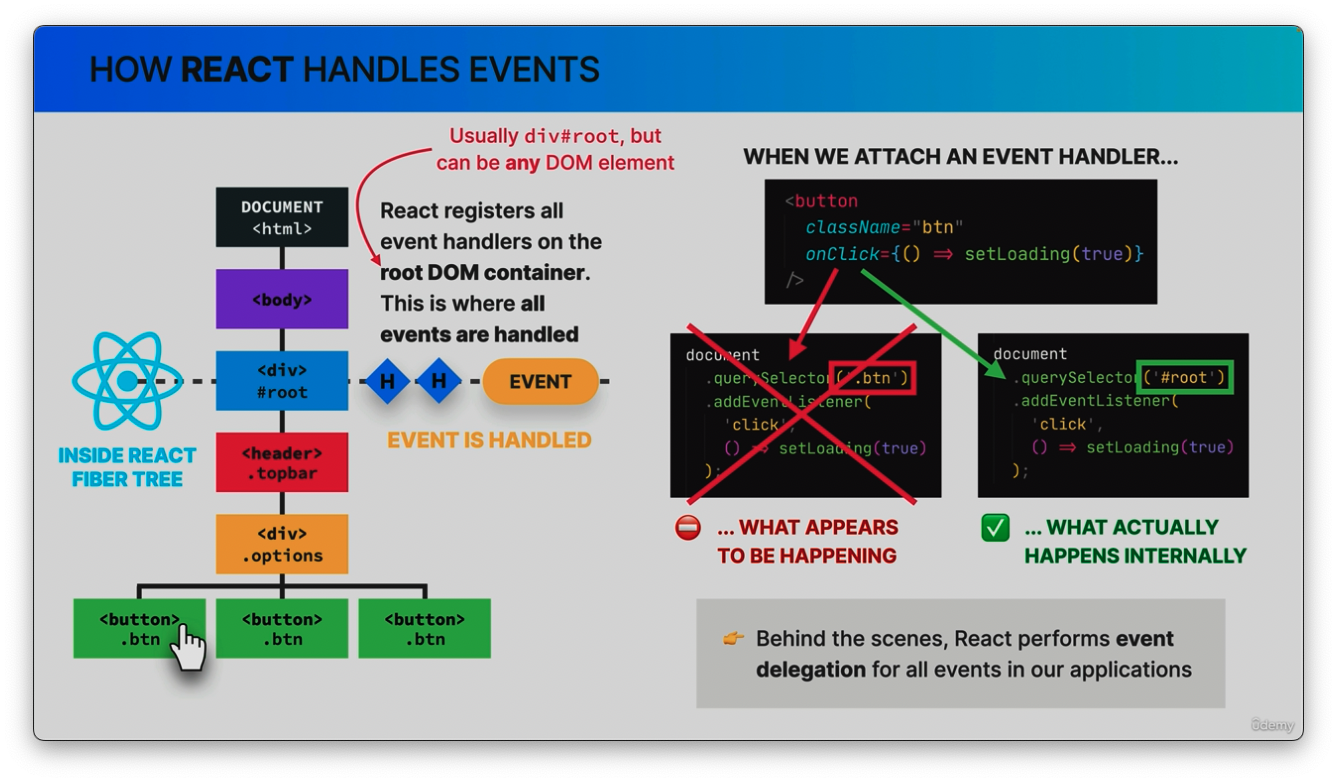 HOW REACT HANDLES EVENTS
Usually div#root, but
can be any DOM element
DOCUMENT
<html>
<body>
<div>
#root
<header>
.topbar
<div>
.options
<button>
.btn
<button>
.btn
<button>
.btn
INSIDE REACT
FIBER TREE
React registers all
event handlers on the
root DOM container.
This is where all
events are handled
H
H
EVENT
EVENT IS HANDLED
WHEN WE ATTACH AN EVENT HANDLER...
<button
className="btn"
onClick={() => setLoading(true)}
/>
document
.querySelector('.btn')
.addEventListener(
'click',
() => setLoading(true)
);
... WHAT APPEARS
TO BE HAPPENING
document
.querySelector('#root')
.addEventListener(
'click',
() => setLoading(true)
);
... WHAT ACTUALLY
HAPPENS INTERNALLY
Behind the scenes, React performs event
delegation for all events in our applications
ûdemy